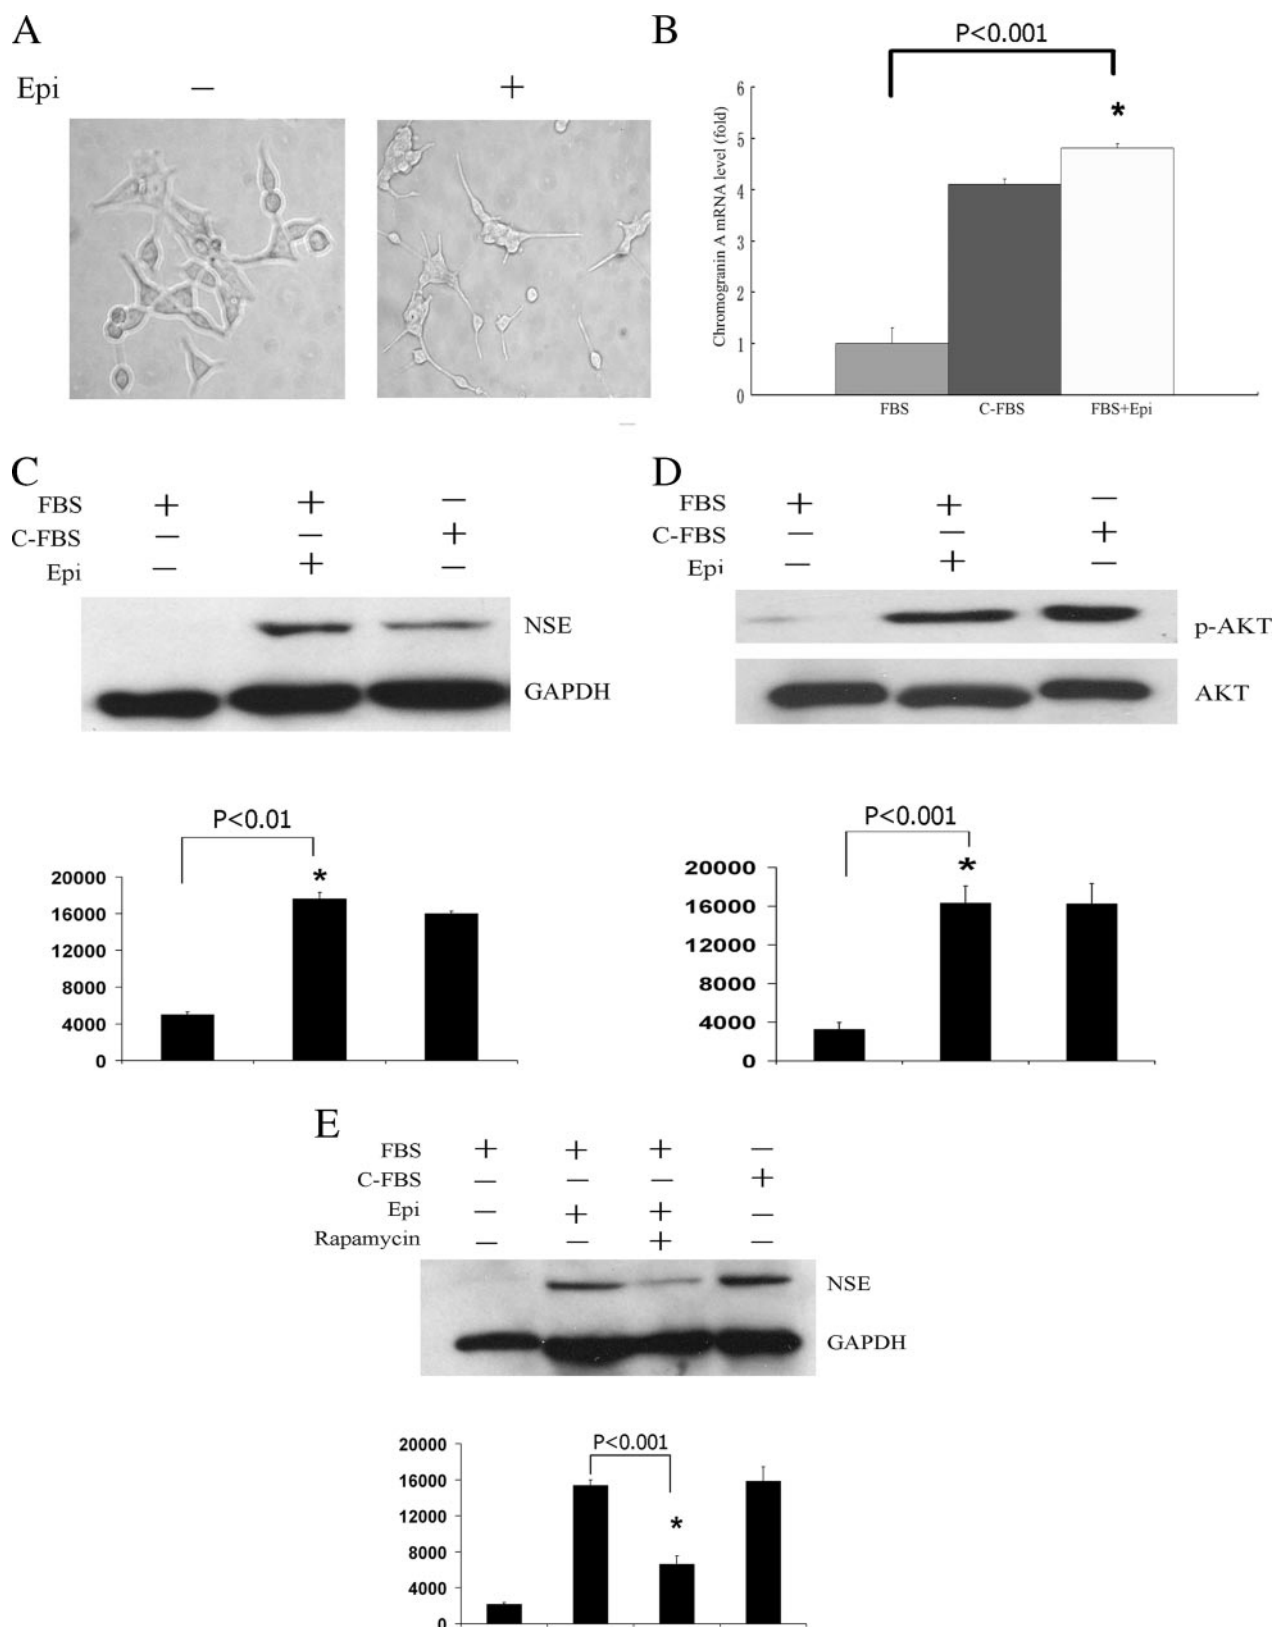 A
Epi − +
B
P<0.001
*
Chromogranin A mRNA level (fold)
6
5
4
3
2
1
0
FBS C-FBS FBS+Epi
C
FBS + + −
C-FBS − − +
Epi − + −
NSE
GAPDH
P<0.01
*
20000
16000
12000
8000
4000
0
D
FBS + + −
C-FBS − − +
Epi − + −
p-AKT
AKT
P<0.001
*
20000
16000
12000
8000
4000
0
E
FBS + + + −
C-FBS − − − +
Epi − + + −
Rapamycin − − + −
NSE
GAPDH
P<0.001
*
20000
16000
12000
8000
4000
0